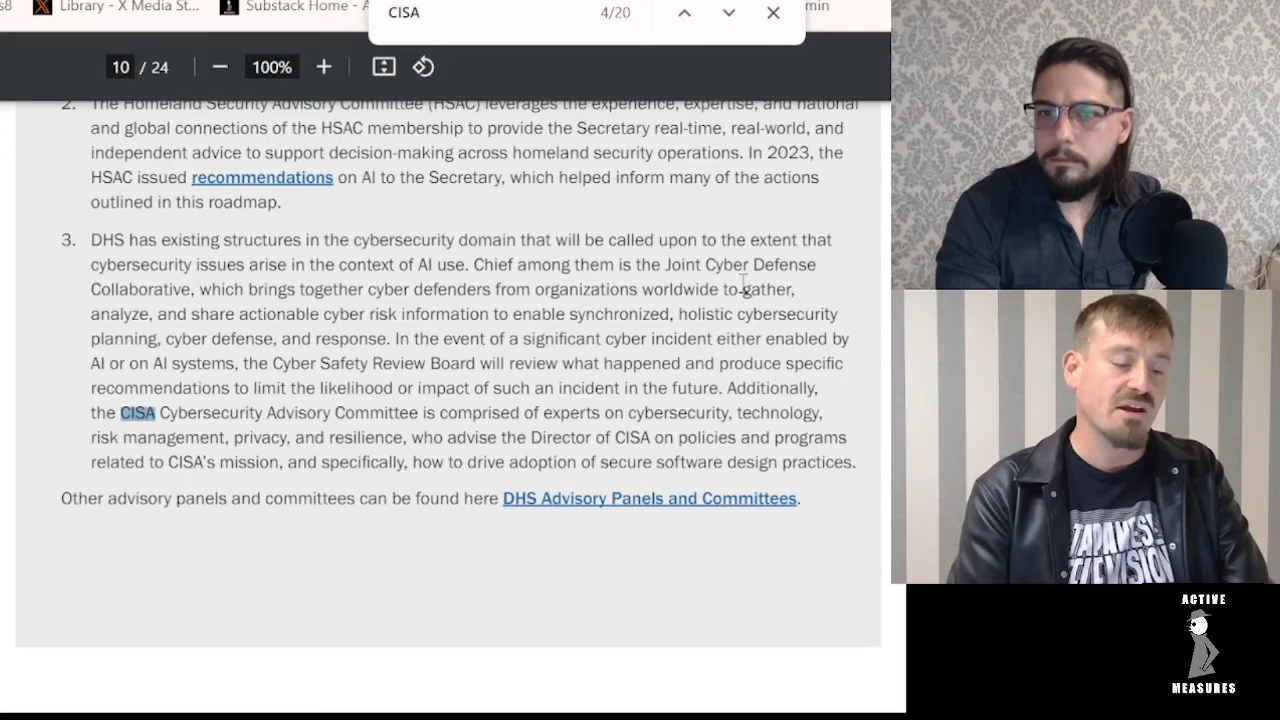 s8
Library - X Media St...
Substack Home - A
min
CISA
4/20
10 / 24
100%
2. The Homeland Security Advisory Committee (HSAC) leverages the experience, expertise, and national
and global connections of the HSAC membership to provide the Secretary real-time, real-world, and
independent advice to support decision-making across homeland security operations. In 2023, the
HSAC issued recommendations on AI to the Secretary, which helped inform many of the actions
outlined in this roadmap.
3. DHS has existing structures in the cybersecurity domain that will be called upon to the extent that
cybersecurity issues arise in the context of AI use. Chief among them is the Joint Cyber Defense
Collaborative, which brings together cyber defenders from organizations worldwide to gather,
analyze, and share actionable cyber risk information to enable synchronized, holistic cybersecurity
planning, cyber defense, and response. In the event of a significant cyber incident either enabled by
AI or on AI systems, the Cyber Safety Review Board will review what happened and produce specific
recommendations to limit the likelihood or impact of such an incident in the future. Additionally,
the CISA Cybersecurity Advisory Committee is comprised of experts on cybersecurity, technology,
risk management, privacy, and resilience, who advise the Director of CISA on policies and programs
related to CISA's mission, and specifically, how to drive adoption of secure software design practices.
Other advisory panels and committees can be found here DHS Advisory Panels and Committees.
JAPANESE
TELEVISION
ACTIVE
MEASURES